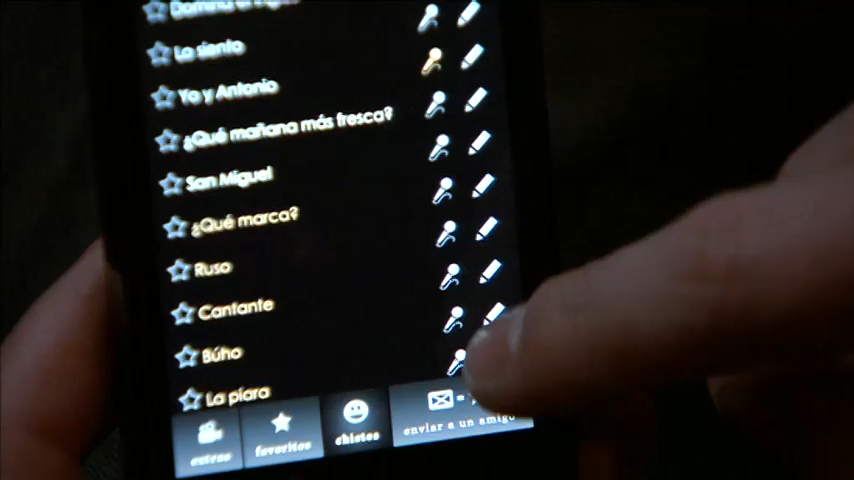 Lo siento
Yo y Antonio
¿Qué mañana más fresca?
San Miguel
¿Qué marca?
Ruso
Cantante
Búho
La piara
extras
favoritos
chistes
enviar a un amigo